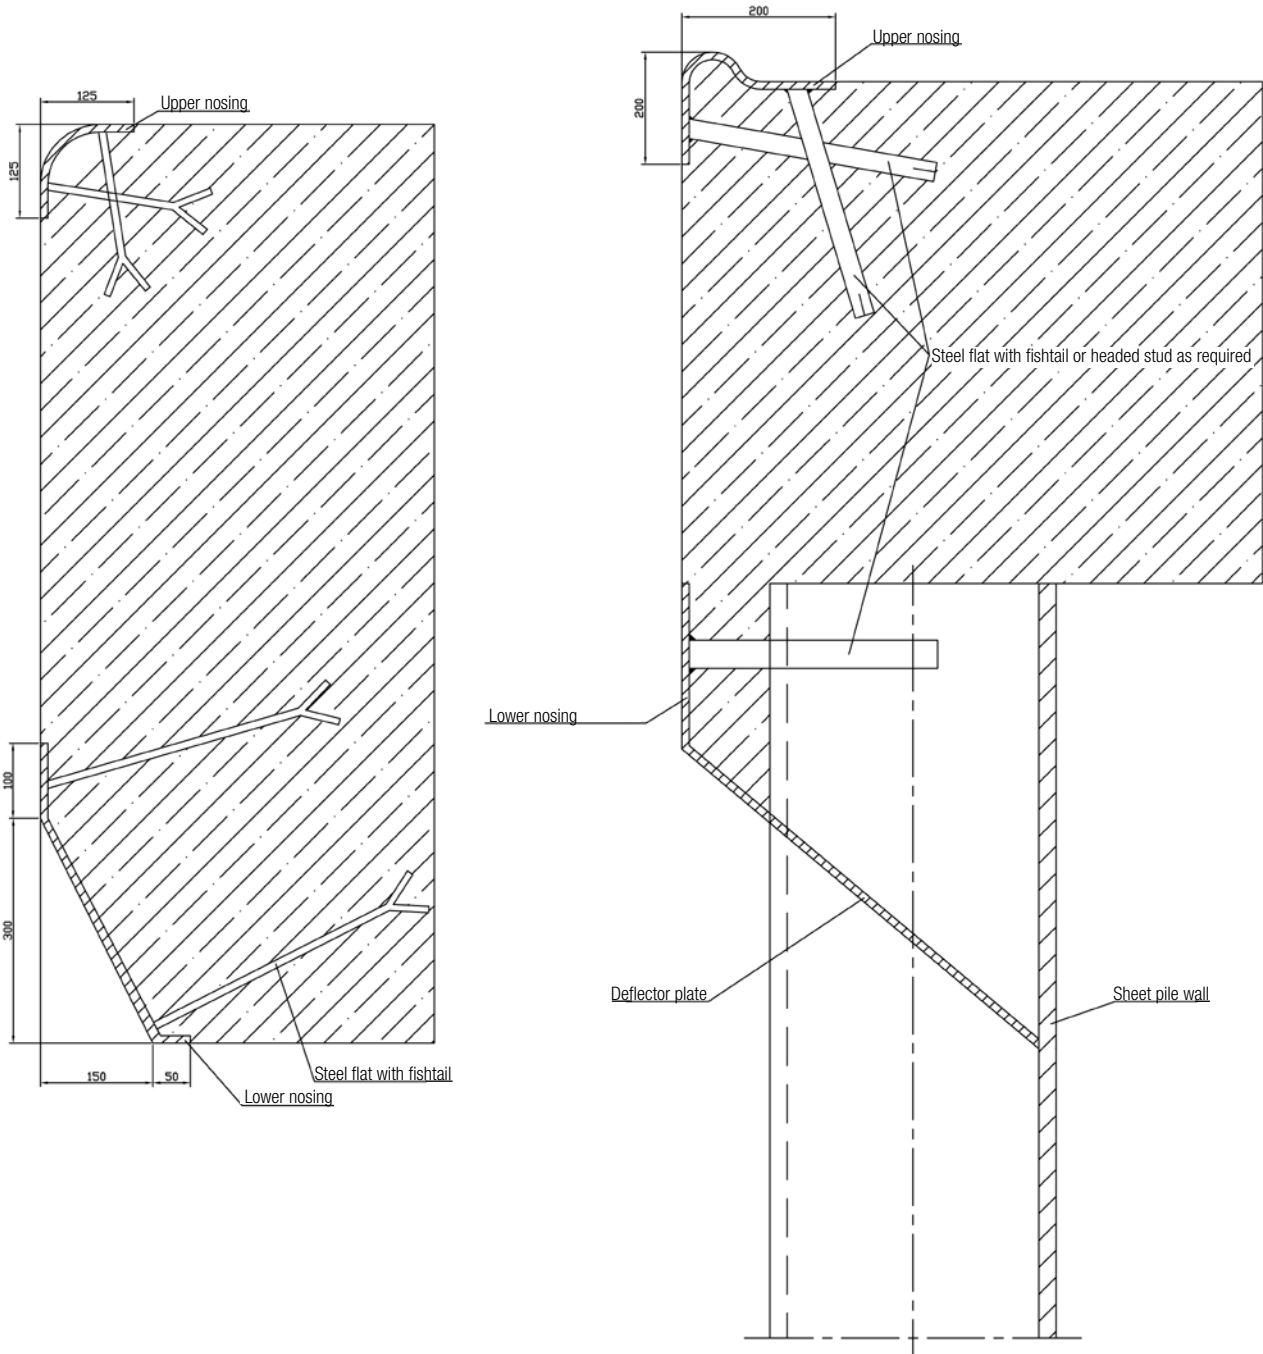 125
Upper nosing
125
100
300
150
50
Steel flat with fishtail
Lower nosing
200
Upper nosing
200
Steel flat with fishtail or headed stud as required
Lower nosing
Deflector plate
Sheet pile wall